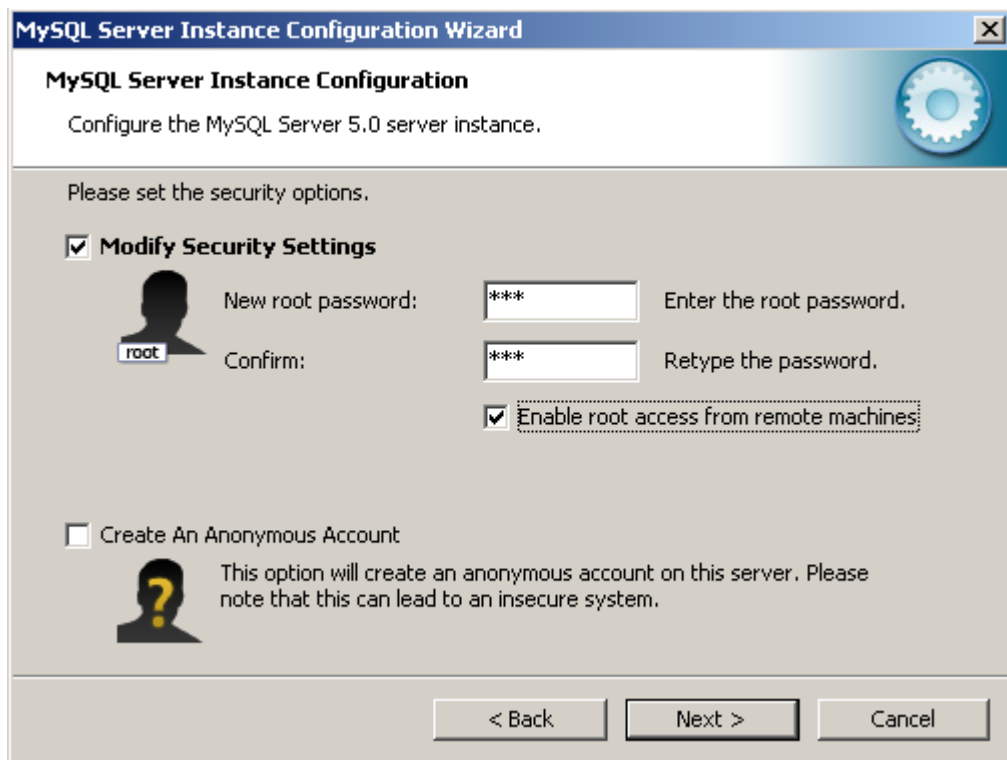 MySQL Server Instance Configuration Wizard
MySQL Server Instance Configuration
Configure the MySQL Server 5.0 server instance.
Please set the security options.
Modify Security Settings
root
New root password: *** Enter the root password.
Confirm: *** Retype the password.
Enable root access from remote machines
Create An Anonymous Account
?
This option will create an anonymous account on this server. Please
note that this can lead to an insecure system.
< Back Next > Cancel